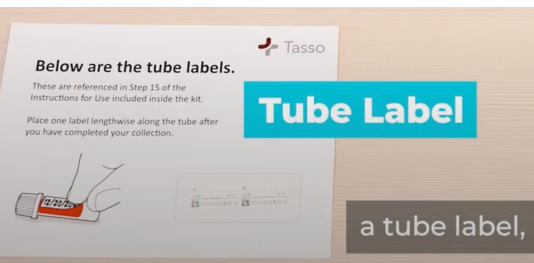 Tasso
Below are the tube labels.
These are referenced in Step 15 of the
Instructions for Use included inside the kit.
Place one label lengthwise along the tube after
you have completed your collection.
Tube Label
a tube label,